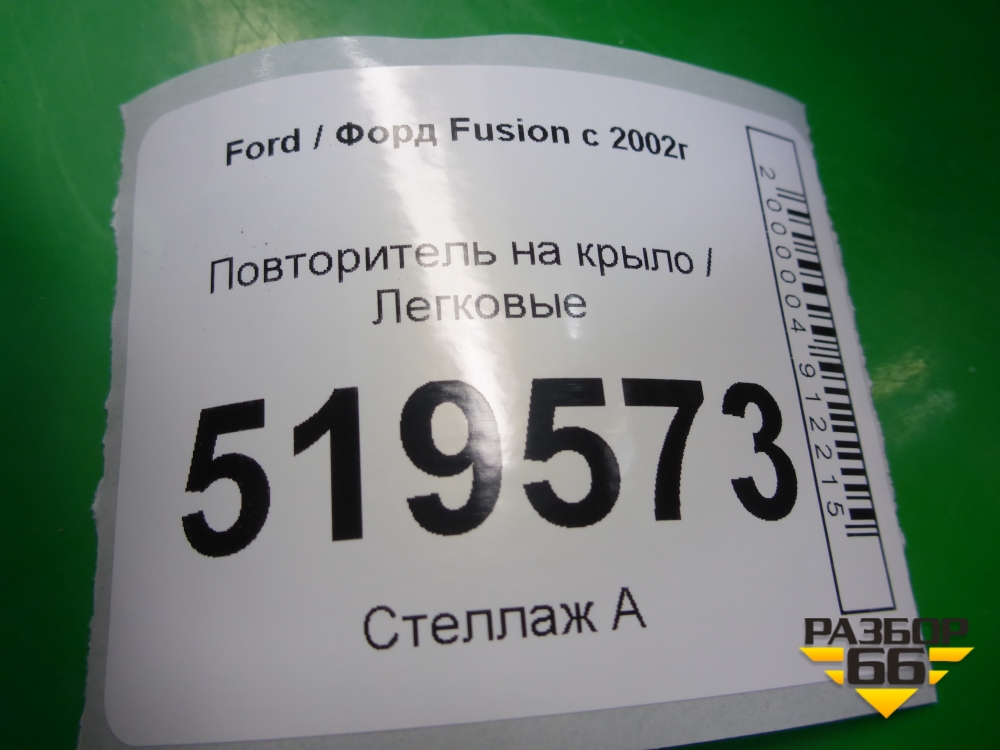 Ford / Форд Fusion с 2002г
Повторитель на крыло /
Легковые
519573
Стеллаж А
2000004912215
РАЗБОР
66